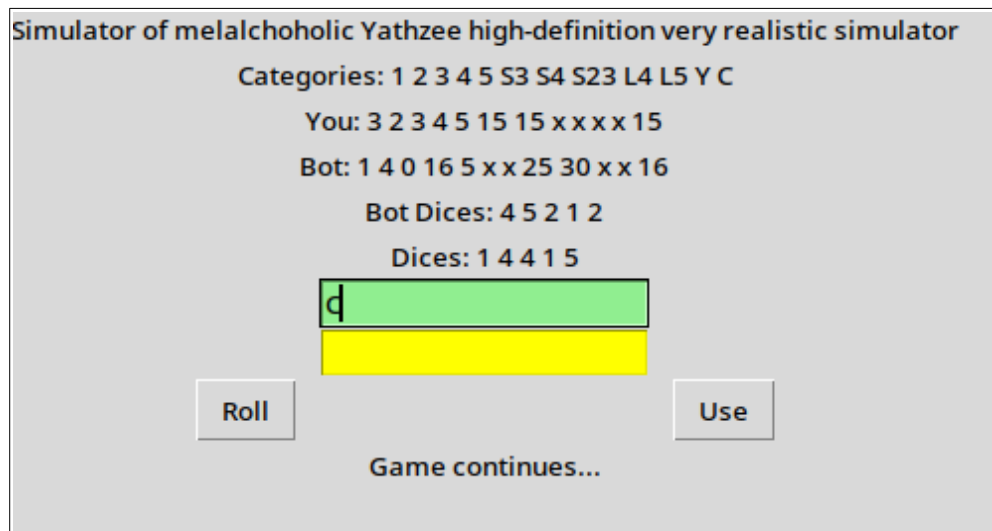 Simulator of melalchoholic Yathzee high-definition very realistic simulator
Categories: 1 2 3 4 5 S3 S4 S23 L4 L5 Y C
You: 3 2 3 4 5 15 15 x x x x 15
Bot: 1 4 0 16 5 x x 25 30 x x 16
Bot Dices: 4 5 2 1 2
Dices: 1 4 4 1 5
c
Roll Use
Game continues...